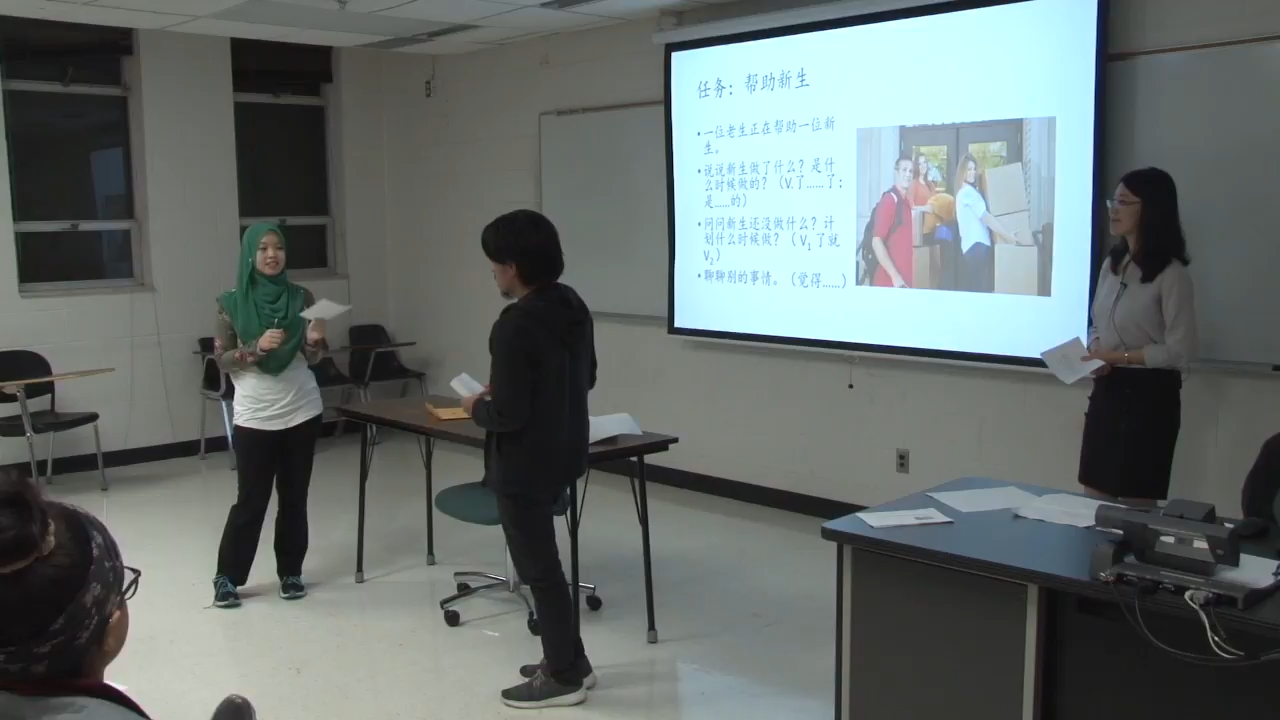 任务：帮助新生
•一位老生正在帮助一位新
生。
•说说新生做了什么？是什
么时候做的？（V.了……了；
是……的）
•问问新生还没做什么？计
划什么时候做？（V1了就
V2）
•聊聊别的事情。（觉得……）